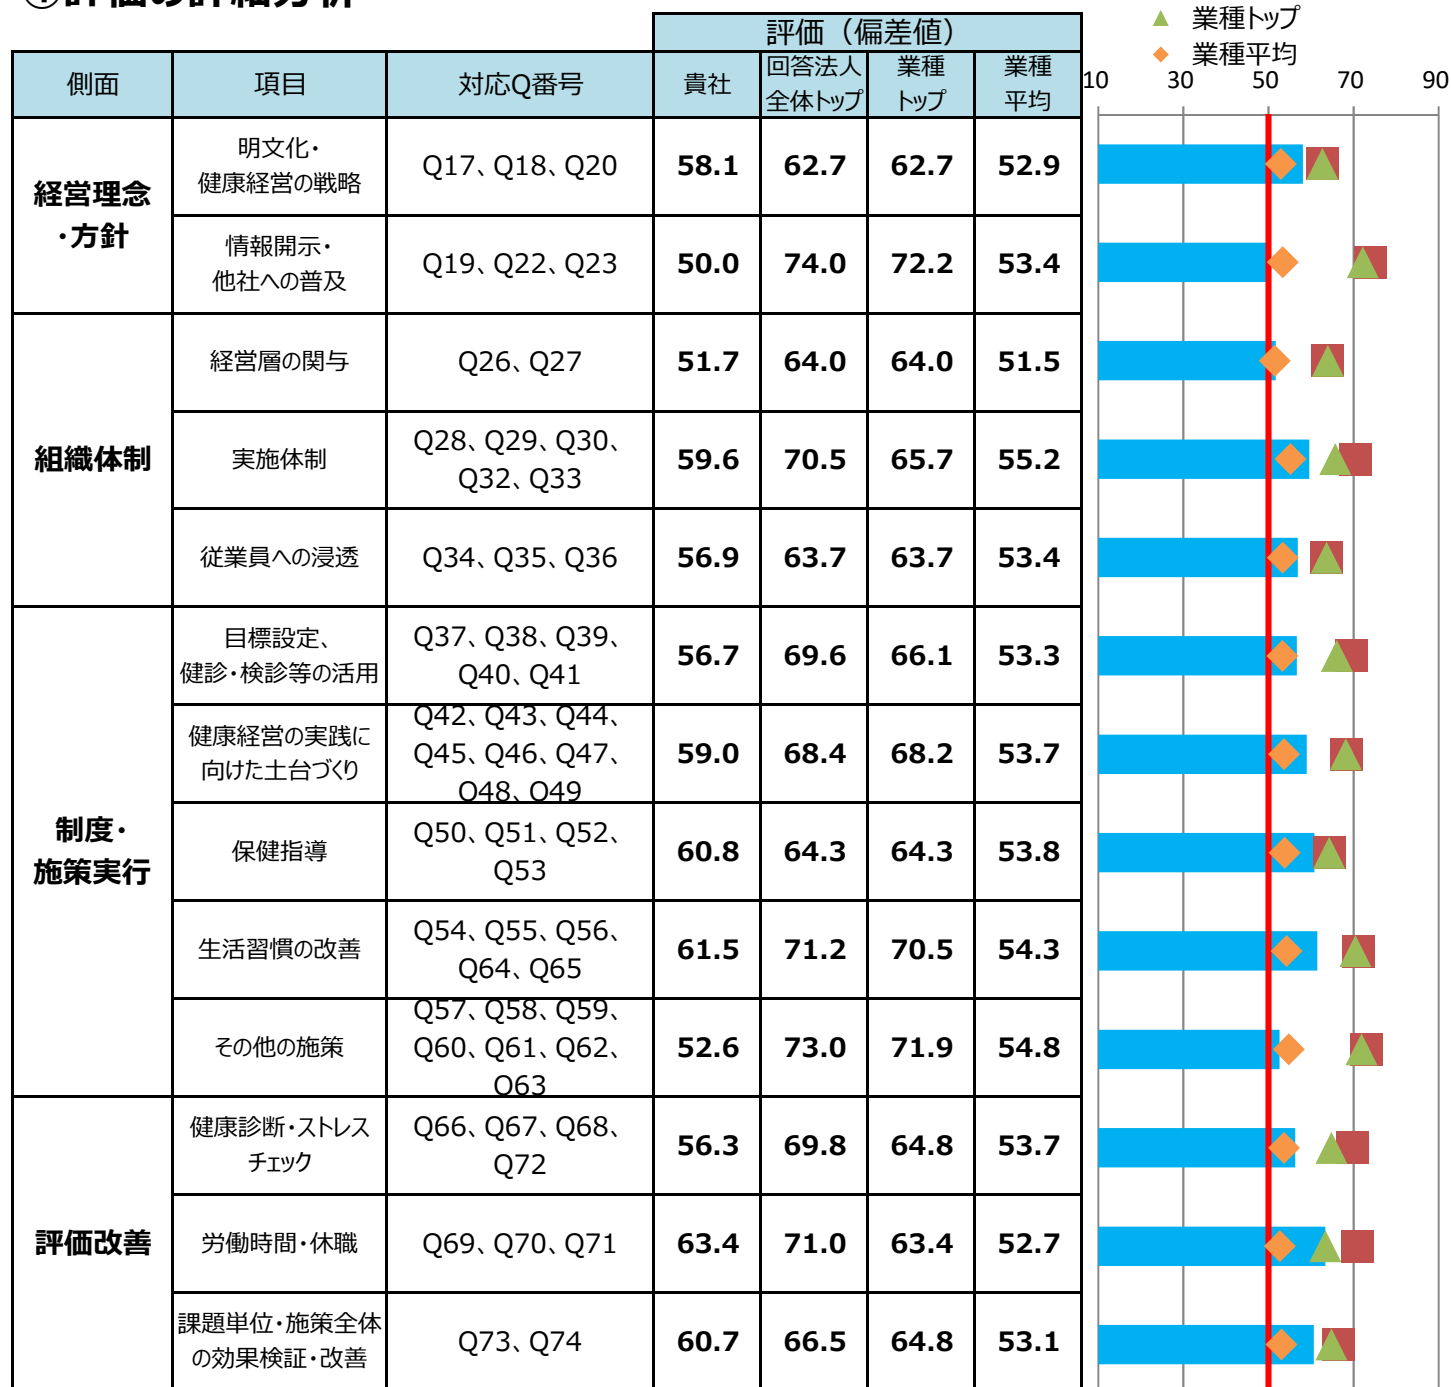 ①評価の詳細分析
業種トップ
業種平均
評価（偏差値）
側面 項目 対応Q番号 貴社 回答法人 業種 業種
全体トップ トップ 平均
10 30 50 70 90
経営理念
・方針
明文化・
健康経営の戦略
Q17、Q18、Q20 58.1 62.7 62.7 52.9
情報開示・
他社への普及
Q19、Q22、Q23 50.0 74.0 72.2 53.4
組織体制
経営層の関与 Q26、Q27 51.7 64.0 64.0 51.5
実施体制
Q28、Q29、Q30、
Q32、Q33
59.6 70.5 65.7 55.2
従業員への浸透 Q34、Q35、Q36 56.9 63.7 63.7 53.4
制度・
施策実行
目標設定、
健診・検診等の活用
Q37、Q38、Q39、
Q40、Q41
56.7 69.6 66.1 53.3
健康経営の実践に
向けた土台づくり
Q42、Q43、Q44、
Q45、Q46、Q47、
Q48、Q49
59.0 68.4 68.2 53.7
保健指導
Q50、Q51、Q52、
Q53
60.8 64.3 64.3 53.8
生活習慣の改善
Q54、Q55、Q56、
Q64、Q65
61.5 71.2 70.5 54.3
その他の施策
Q57、Q58、Q59、
Q60、Q61、Q62、
Q63
52.6 73.0 71.9 54.8
評価改善
健康診断・ストレス
チェック
Q66、Q67、Q68、
Q72
56.3 69.8 64.8 53.7
労働時間・休職 Q69、Q70、Q71 63.4 71.0 63.4 52.7
課題単位・施策全体
の効果検証・改善
Q73、Q74 60.7 66.5 64.8 53.1